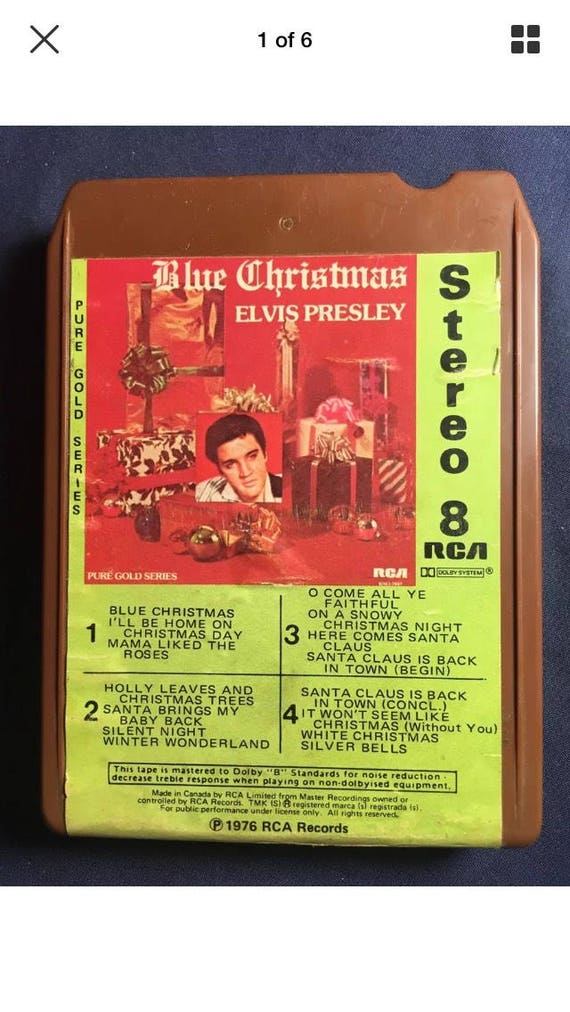 1 of 6
Blue Christmas
ELVIS PRESLEY
PURE GOLD SERIES
Stereo 8
RCA
DOLBY SYSTEM ®
PURE GOLD SERIES
RCA
1
BLUE CHRISTMAS
I'LL BE HOME ON
CHRISTMAS DAY
MAMA LIKED THE
ROSES
2
HOLLY LEAVES AND
CHRISTMAS TREES
SANTA BRINGS MY
BABY BACK
SILENT NIGHT
WINTER WONDERLAND
3
O COME ALL YE
FAITHFUL
ON A SNOWY
CHRISTMAS NIGHT
HERE COMES SANTA
CLAUS
SANTA CLAUS IS BACK
IN TOWN (BEGIN)
4
SANTA CLAUS IS BACK
IN TOWN (CONCL.)
IT WON'T SEEM LIKE
CHRISTMAS (Without You)
WHITE CHRISTMAS
SILVER BELLS
This tape is mastered to Dolby "B" Standards for noise reduction -
decrease treble response when playing on non-dolbyised equipment.
Made in Canada by RCA Limited from Master Recordings owned or
controlled by RCA Records. TMK (S) ® registered marca (s) registrada (s).
For public performance under license only. All rights reserved.
℗ 1976 RCA Records